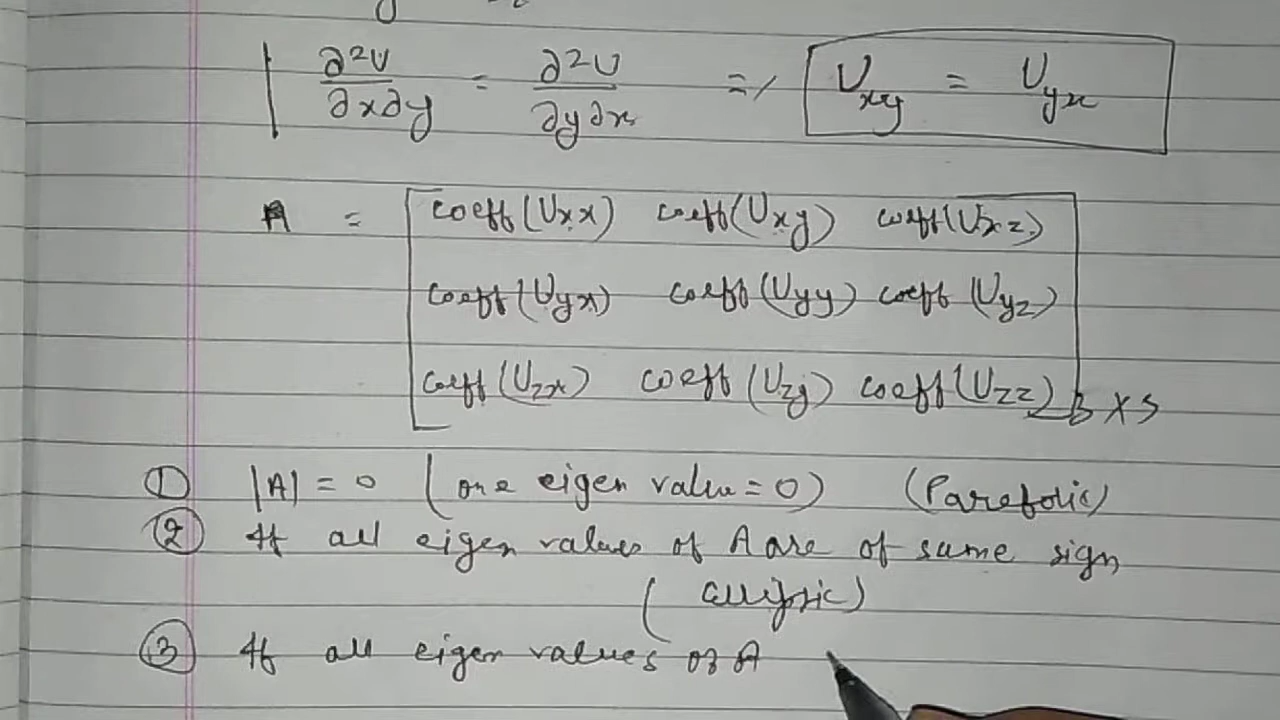 ∂²U/∂x∂y = ∂²U/∂y∂x => U_xy = U_yx
A = [ coeff(Uxx) coeff(Uxy) coeff(Uxz)
coeff(Uyx) coeff(Uyy) coeff(Uyz)
coeff(Uzx) coeff(Uzy) coeff(Uzz) ] 3×3
① |A| = 0 (one eigen value = 0) (Parabolic)
② If all eigen values of A are of same sign
(elliptic)
③ If all eigen values of A